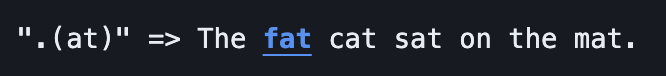 ".(at)" => The fat cat sat on the mat.